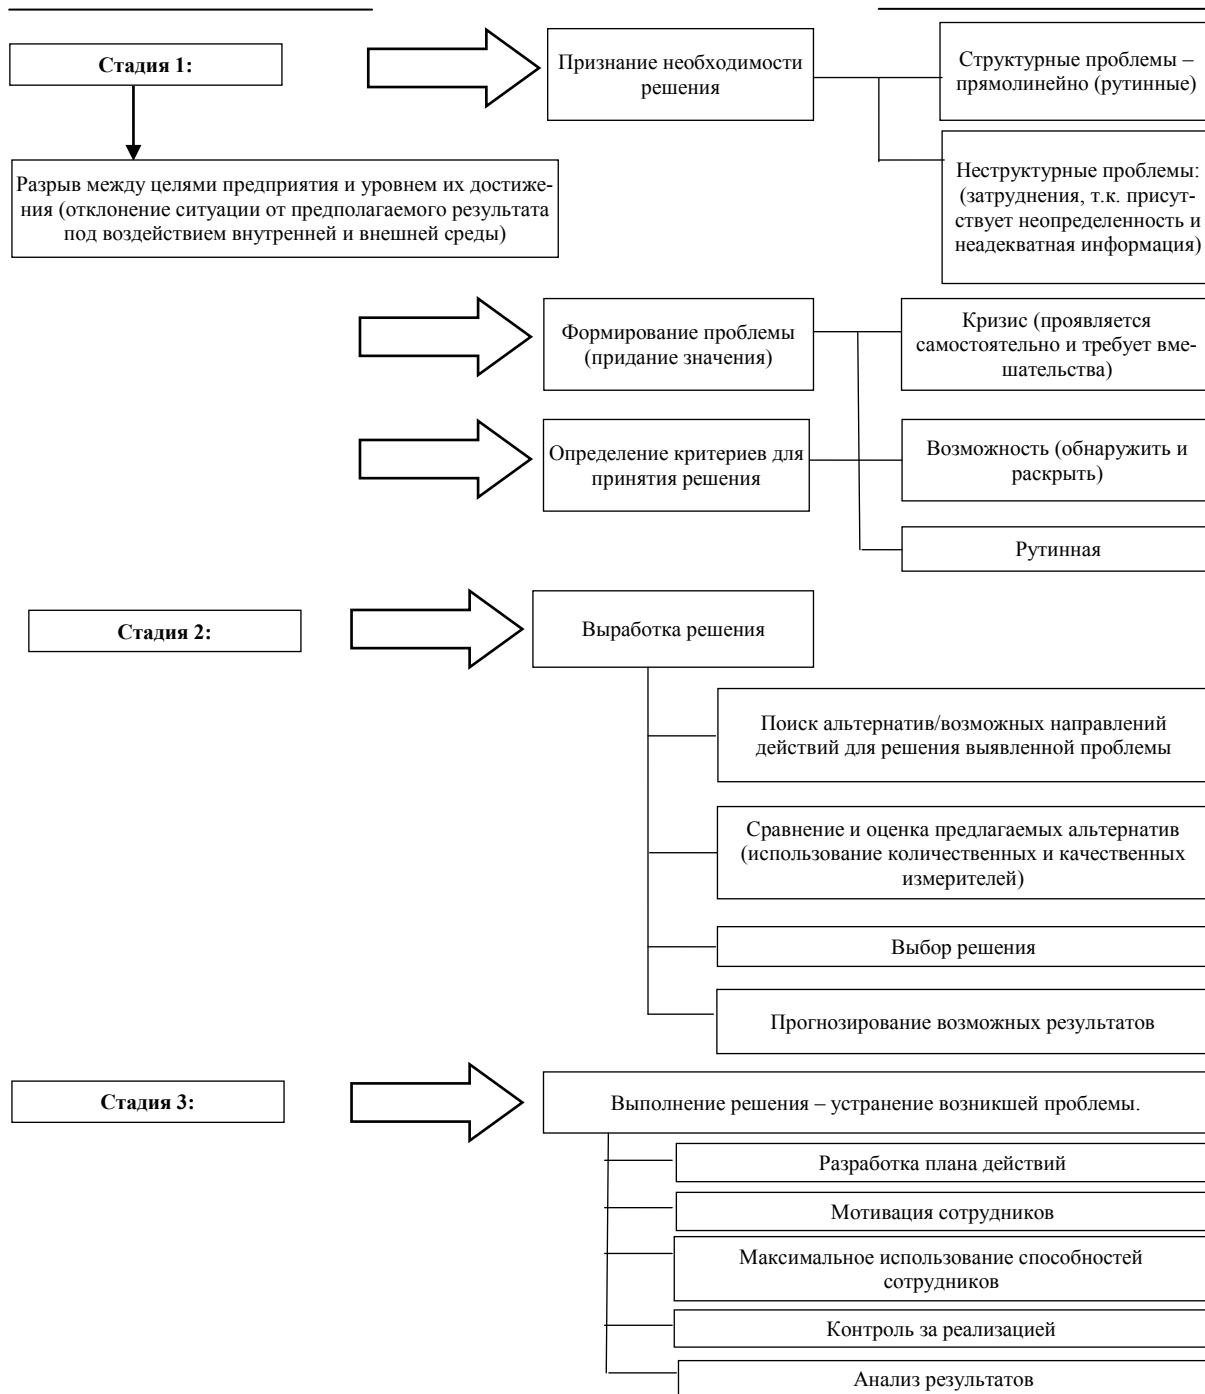 Стадия 1:
Признание необходимости
решения
Структурные проблемы –
прямолинейно (рутинные)
Разрыв между целями предприятия и уровнем их достиже-
ния (отклонение ситуации от предполагаемого результата
под воздействием внутренней и внешней среды)
Неструктурные проблемы:
(затруднения, т.к. присут-
ствует неопределенность и
неадекватная информация)
Формирование проблемы
(придание значения)
Кризис (проявляется
самостоятельно и требует вме-
шательства)
Определение критериев для
принятия решения
Возможность (обнаружить и
раскрыть)
Рутинная
Стадия 2:
Выработка решения
Поиск альтернатив/возможных направлений
действий для решения выявленной проблемы
Сравнение и оценка предлагаемых альтернатив
(использование количественных и качественных
измерителей)
Выбор решения
Прогнозирование возможных результатов
Стадия 3:
Выполнение решения – устранение возникшей проблемы.
Разработка плана действий
Мотивация сотрудников
Максимальное использование способностей
сотрудников
Контроль за реализацией
Анализ результатов